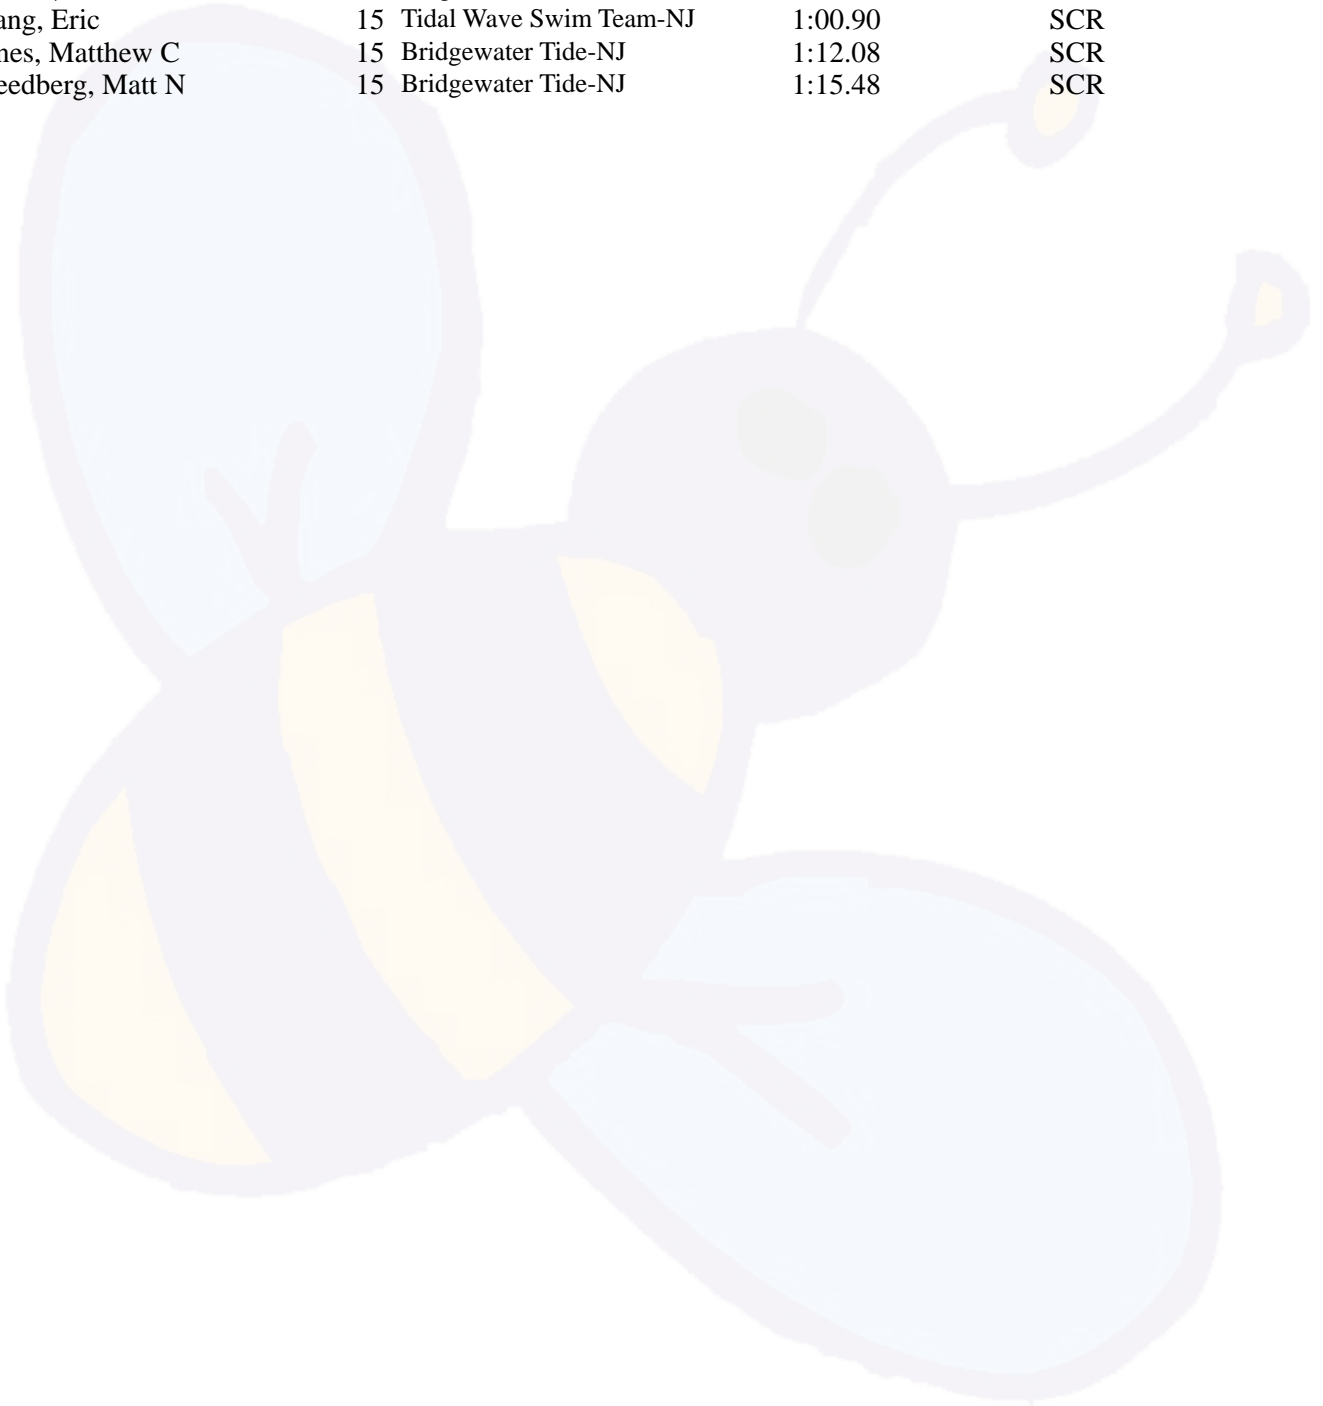 ang, Eric 15 Tidal Wave Swim Team-NJ 1:00.90 SCR
nes, Matthew C 15 Bridgewater Tide-NJ 1:12.08 SCR
eedberg, Matt N 15 Bridgewater Tide-NJ 1:15.48 SCR